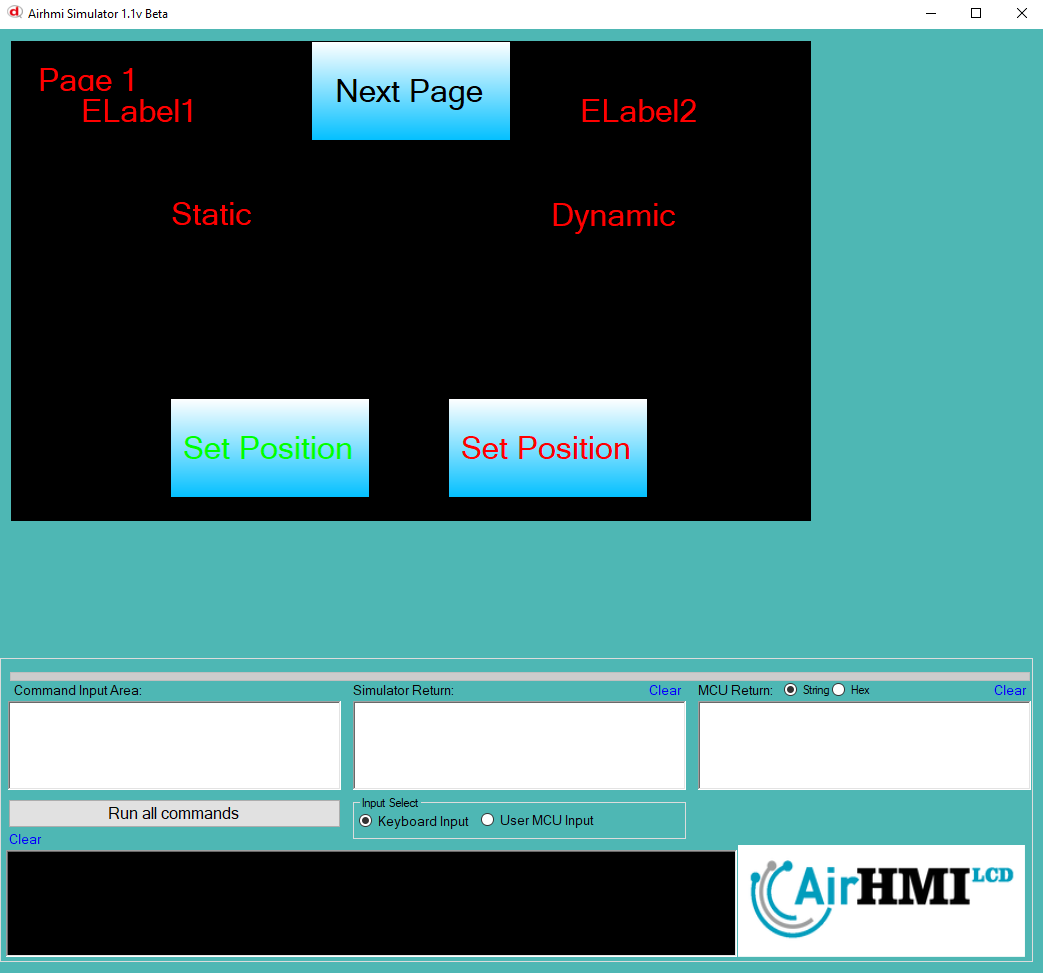 Airhmi Simulator 1.1v Beta
Page 1
Next Page
ELabel1
ELabel2
Static
Dynamic
Set Position
Set Position
Command Input Area:
Simulator Return:
Clear
MCU Return:
String
Hex
Clear
Run all commands
Input Select
Keyboard Input
User MCU Input
Clear
AirHMI LCD